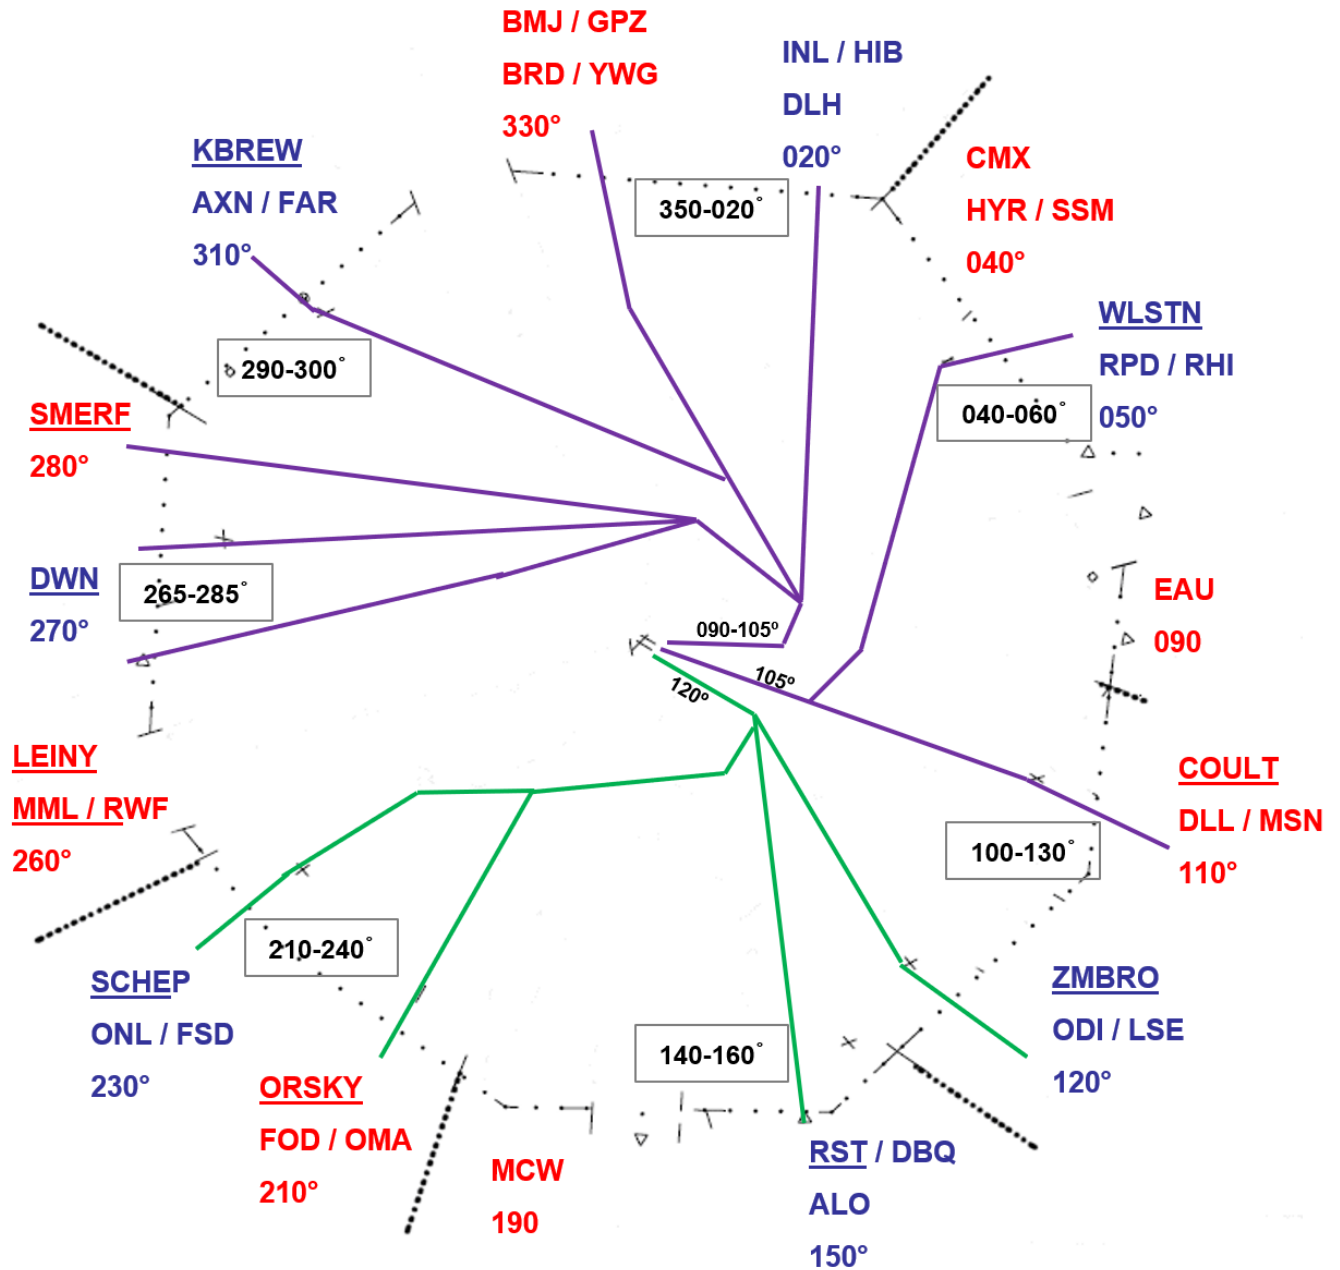 BMJ / GPZ
BRD / YWG
330°
INL / HIB
DLH
020°
KBREW
AXN / FAR
310°
CMX
HYR / SSM
040°
350-020°
WLSTN
RPD / RHI
050°
290-300°
040-060°
SMERF
280°
DWN
270°
265-285°
EAU
090
090-105º
105º
120º
LEINY
MML / RWF
260°
COULT
DLL / MSN
110°
100-130°
210-240°
SCHEP
ONL / FSD
230°
ZMBRO
ODI / LSE
120°
140-160°
ORSKY
FOD / OMA
210°
MCW
190
RST / DBQ
ALO
150°